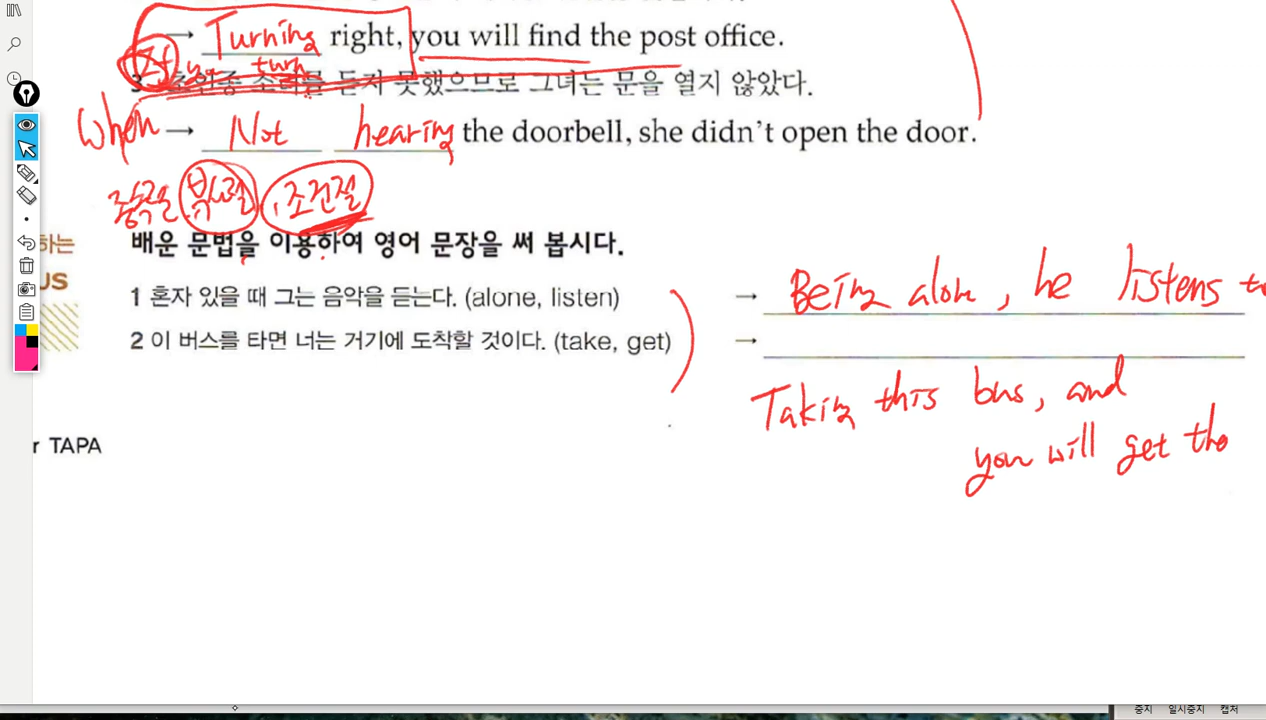 → Turning right, you will find the post office.
If you turn
3 초인종 소리를 듣지 못했으므로 그녀는 문을 열지 않았다.
When → Not hearing the doorbell, she didn't open the door.
종속절 부사절, 조건절
하는
배운 문법을 이용하여 영어 문장을 써 봅시다.
US
1 혼자 있을 때 그는 음악을 듣는다. (alone, listen)
→ Being alone, he listens to
2 이 버스를 타면 너는 거기에 도착할 것이다. (take, get)
→
Taking this bus, and
you will get the
r TAPA
중지 일시중지 캡처